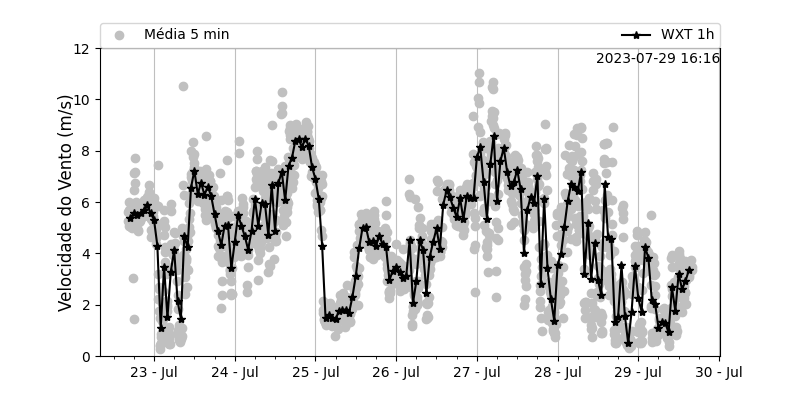 Média 5 min
WXT 1h
2023-07-29 16:16
Velocidade do Vento (m/s)
12
10
8
6
4
2
0
23 - Jul
24 - Jul
25 - Jul
26 - Jul
27 - Jul
28 - Jul
29 - Jul
30 - Jul